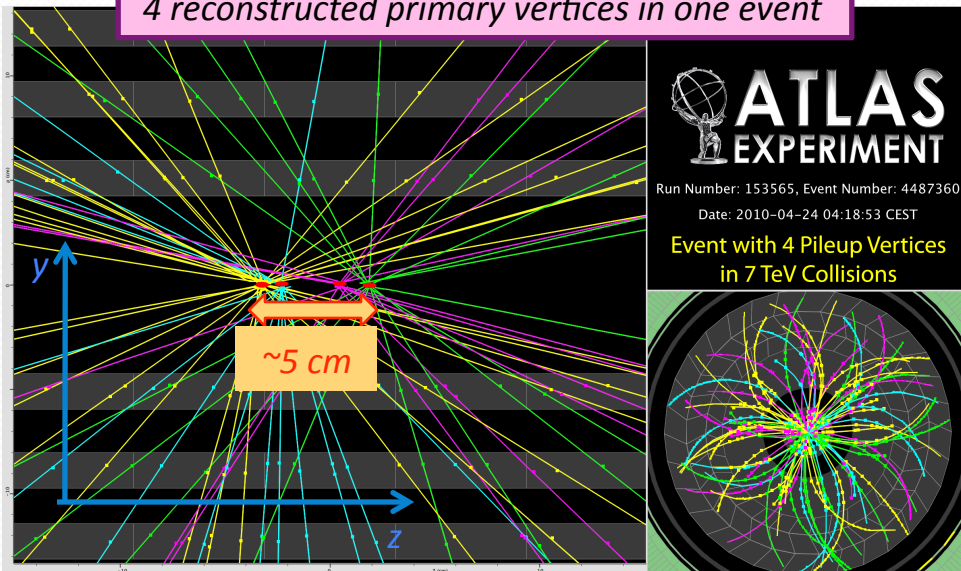 4 reconstructed primary vertices in one event
ATLAS
EXPERIMENT
Run Number: 153565, Event Number: 4487360
Date: 2010-04-24 04:18:53 CEST
Event with 4 Pileup Vertices
in 7 TeV Collisions
y
~5 cm
z